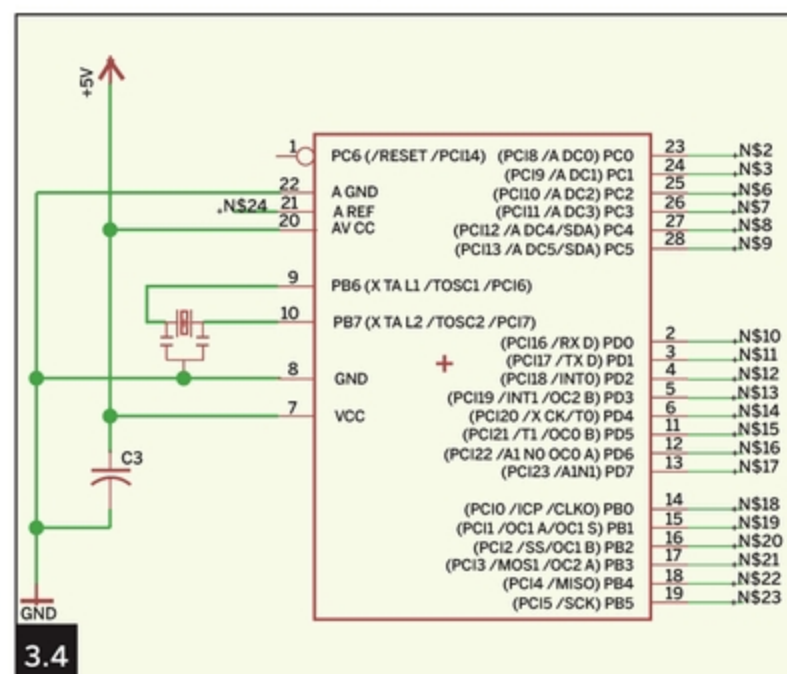 +5V
1 PC6 (/RESET /PCI14) (PCI8 /A DC0) PC0 23 N$2
(PCI9 /A DC1) PC1 24 N$3
22 A GND (PCI10 /A DC2) PC2 25 N$6
N$24 21 A REF (PCI11 /A DC3) PC3 26 N$7
20 AV CC (PCI12 /A DC4/SDA) PC4 27 N$8
(PCI13 /A DC5/SDA) PC5 28 N$9
9 PB6 (X TA L1 /TOSC1 /PCI6)
10 PB7 (X TA L2 /TOSC2 /PCI7)
(PCI16 /RX D) PD0 2 N$10
(PCI17 /TX D) PD1 3 N$11
8 GND (PCI18 /INT0) PD2 4 N$12
(PCI19 /INT1 /OC2 B) PD3 5 N$13
7 VCC (PCI20 /X CK/T0) PD4 6 N$14
(PCI21 /T1 /OC0 B) PD5 11 N$15
(PCI22 /A1 N0 OC0 A) PD6 12 N$16
C3
(PCI23 /A1N1) PD7 13 N$17
(PCI0 /ICP /CLKO) PB0 14 N$18
(PCI1 /OC1 A/OC1 S) PB1 15 N$19
(PCI2 /SS/OC1 B) PB2 16 N$20
(PCI3 /MOS1 /OC2 A) PB3 17 N$21
(PCI4 /MISO) PB4 18 N$22
(PCI5 /SCK) PB5 19 N$23
GND
3.4